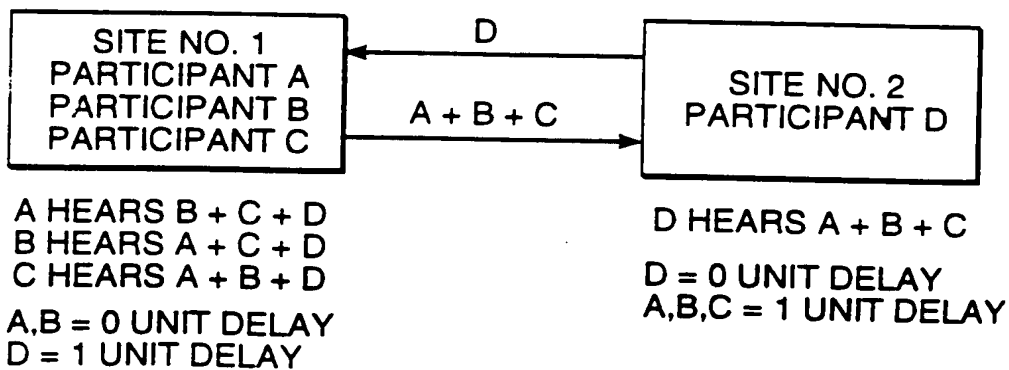 SITE NO. 1
PARTICIPANT A
PARTICIPANT B
PARTICIPANT C
D
A + B + C
SITE NO. 2
PARTICIPANT D
A HEARS B + C + D
B HEARS A + C + D
C HEARS A + B + D
A,B = 0 UNIT DELAY
D = 1 UNIT DELAY
D HEARS A + B + C
D = 0 UNIT DELAY
A,B,C = 1 UNIT DELAY